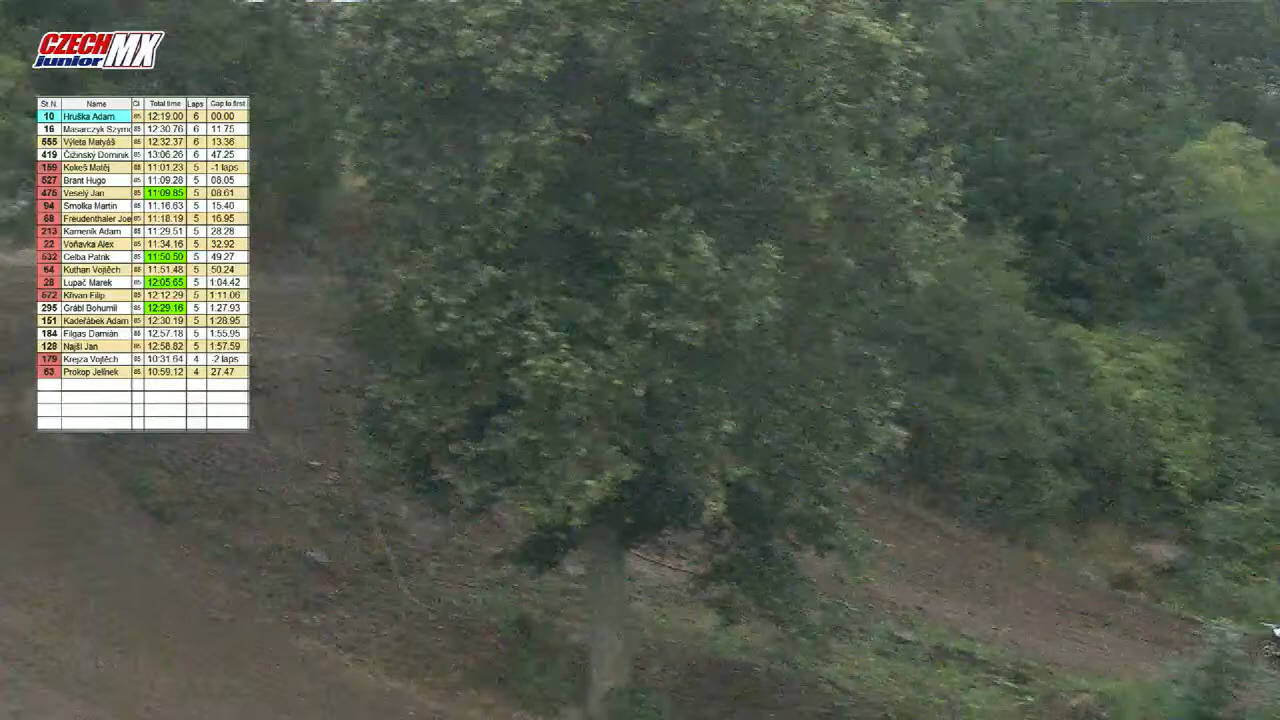 CZECH
junior MX
St.N. Name Cl Total time Laps Gap to first
10 Hruška Adam 85 12:19.00 6 00.00
16 Masarczyk Szymo 85 12:30.76 6 11.75
555 Výleta Matyáš 85 12:32.37 6 13.36
419 Čižinský Dominik 85 13:06.26 6 47.25
159 Kokeš Matěj 85 11:01.23 5 -1 laps
527 Brant Hugo 85 11:09.28 5 08.05
475 Veselý Jan 85 11:09.85 5 08.61
94 Smolka Martin 85 11:16.63 5 15.40
68 Freudenthaler Joe 85 11:18.19 5 16.95
213 Kameník Adam 85 11:29.51 5 28.28
22 Voňavka Alex 85 11:34.16 5 32.92
532 Celba Patrik 85 11:50.50 5 49.27
64 Kuthan Vojtěch 85 11:51.48 5 50.24
28 Lupač Marek 85 12:05.65 5 1:04.42
572 Křivan Filip 85 12:12.29 5 1:11.06
295 Grábl Bohumil 85 12:29.16 5 1:27.93
151 Kadeřábek Adam 85 12:30.19 5 1:28.95
184 Filgas Damián 85 12:57.18 5 1:55.95
128 Najší Jan 85 12:58.82 5 1:57.59
179 Krejza Vojtěch 85 10:31.64 4 -2 laps
63 Prokop Jelínek 85 10:59.12 4 27.47